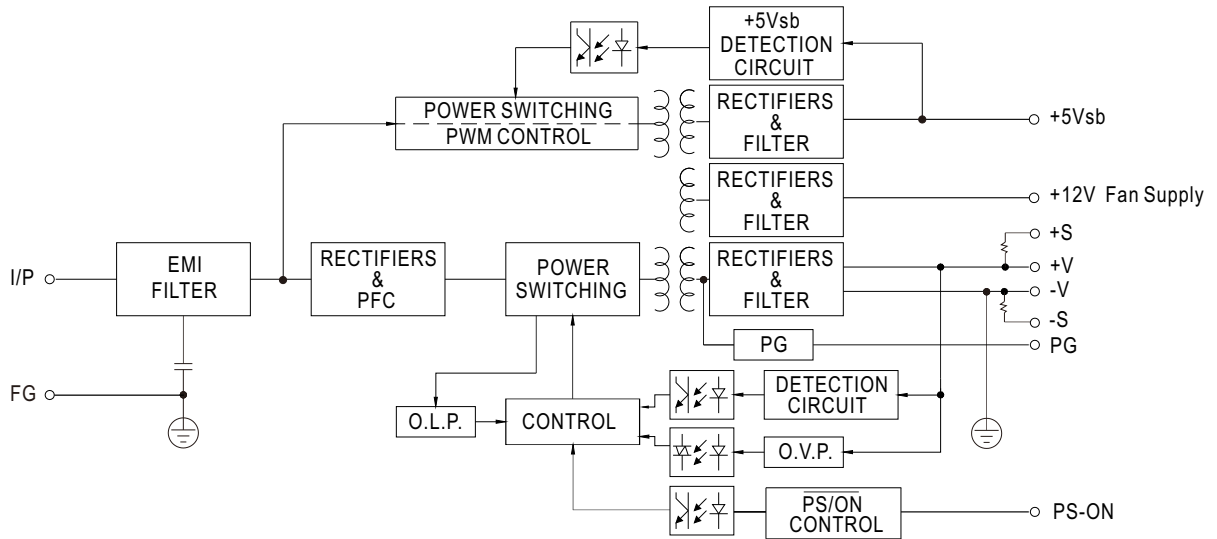 +5Vsb
DETECTION
CIRCUIT
POWER SWITCHING
PWM CONTROL
RECTIFIERS
&
FILTER
+5Vsb
RECTIFIERS
&
FILTER
+12V Fan Supply
I/P
EMI
FILTER
RECTIFIERS
&
PFC
POWER
SWITCHING
RECTIFIERS
&
FILTER
+S
+V
-V
-S
PG
PG
FG
O.L.P.
CONTROL
DETECTION
CIRCUIT
O.V.P.
PS/ON
CONTROL
PS-ON